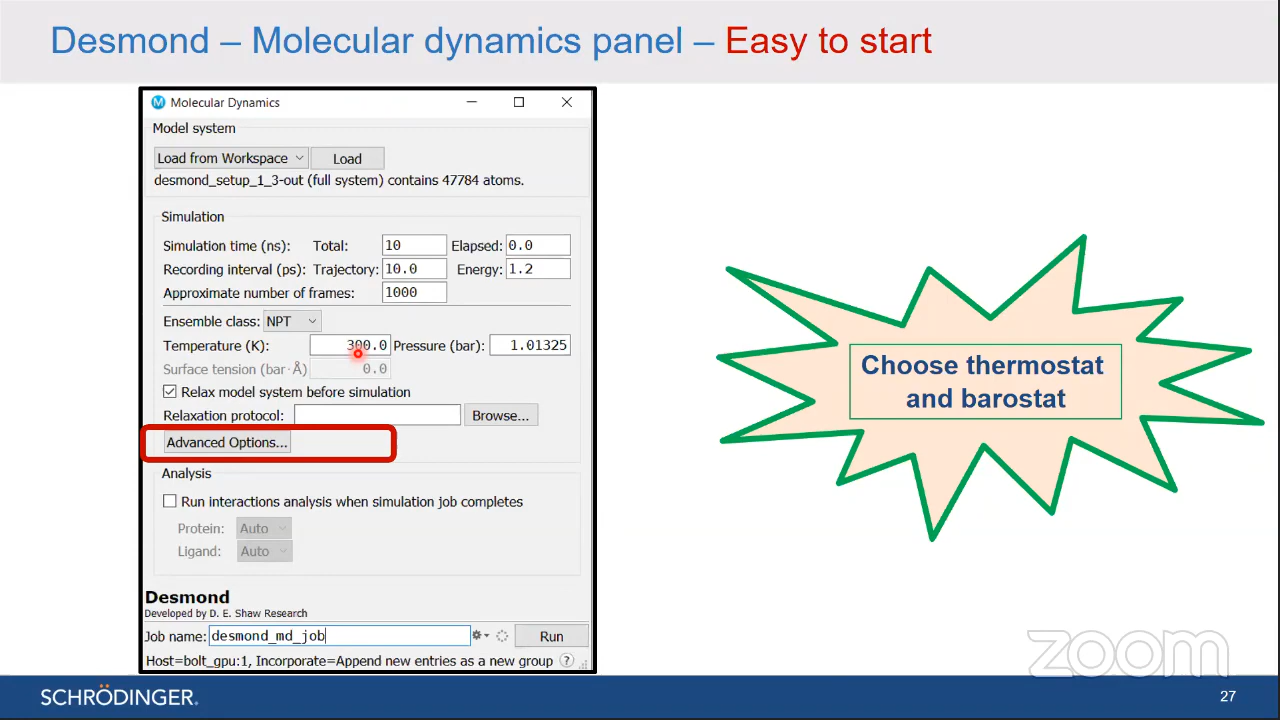 Desmond – Molecular dynamics panel – Easy to start
Molecular Dynamics
Model system
Load from Workspace Load
desmond_setup_1_3-out (full system) contains 47784 atoms.
Simulation
Simulation time (ns): Total: 10 Elapsed: 0.0
Recording interval (ps): Trajectory: 10.0 Energy: 1.2
Approximate number of frames: 1000
Ensemble class: NPT
Temperature (K): 300.0 Pressure (bar): 1.01325
Surface tension (bar·Å) 0.0
Relax model system before simulation
Relaxation protocol: Browse...
Advanced Options...
Analysis
Run interactions analysis when simulation job completes
Protein: Auto
Ligand: Auto
Desmond
Developed by D. E. Shaw Research
Job name: desmond_md_job Run
Host=bolt_gpu:1, Incorporate=Append new entries as a new group ?
Choose thermostat
and barostat
zoom
SCHRÖDINGER.
27